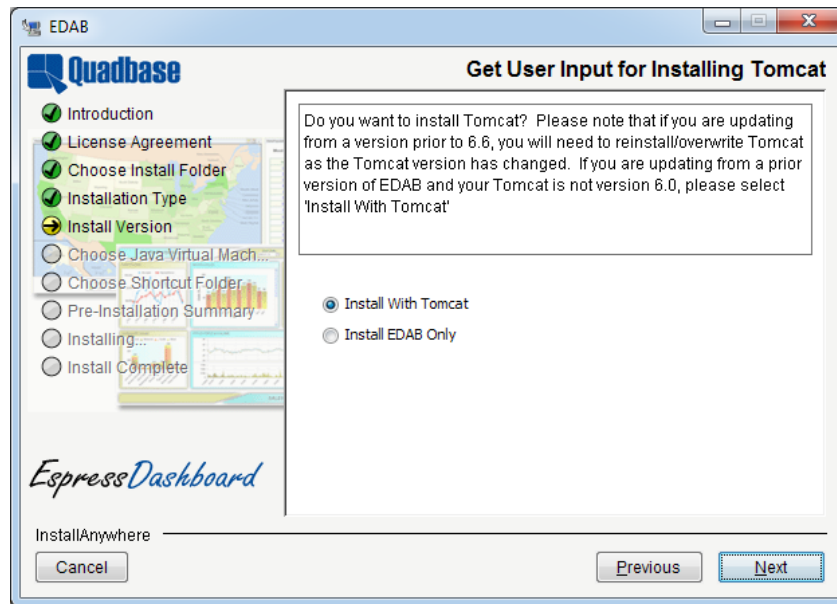 EDAB
Quadbase
Get User Input for Installing Tomcat
Introduction
License Agreement
Choose Install Folder
Installation Type
Install Version
Choose Java Virtual Mach...
Choose Shortcut Folder
Pre-Installation Summary
Installing...
Install Complete
Do you want to install Tomcat?  Please note that if you are updating
from a version prior to 6.6, you will need to reinstall/overwrite Tomcat
as the Tomcat version has changed.  If you are updating from a prior
version of EDAB and your Tomcat is not version 6.0, please select
'Install With Tomcat'
Install With Tomcat
Install EDAB Only
EspressDashboard
InstallAnywhere
Cancel
Previous
Next